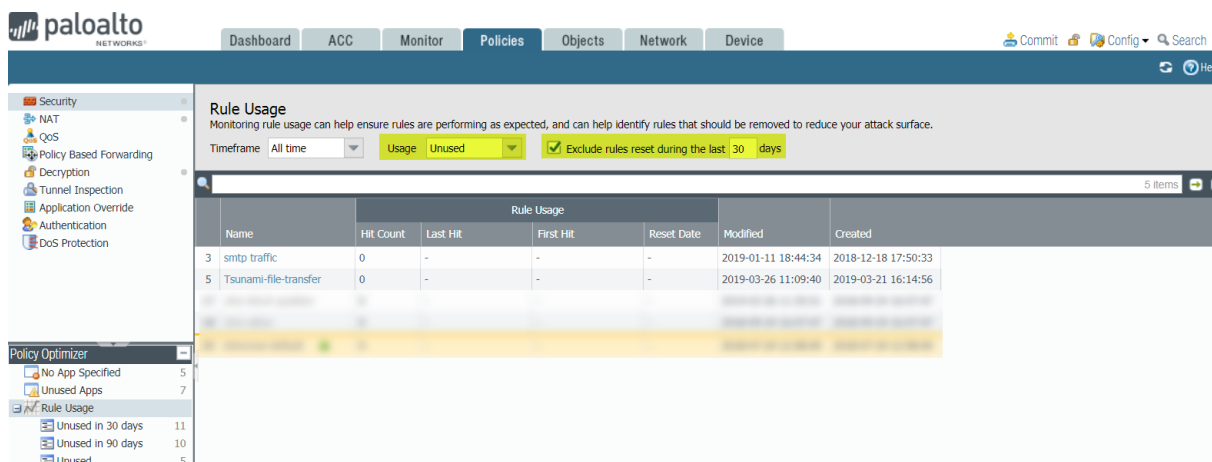 paloalto
NETWORKS®
Dashboard ACC Monitor Policies Objects Network Device
Commit Config Search
He
Security
NAT
QoS
Policy Based Forwarding
Decryption
Tunnel Inspection
Application Override
Authentication
DoS Protection
Rule Usage
Monitoring rule usage can help ensure rules are performing as expected, and can help identify rules that should be removed to reduce your attack surface.
Timeframe All time Usage Unused Exclude rules reset during the last 30 days
5 items
Rule Usage
Name Hit Count Last Hit First Hit Reset Date Modified Created
3 smtp traffic 0 - - - 2019-01-11 18:44:34 2018-12-18 17:50:33
5 Tsunami-file-transfer 0 - - - 2019-03-26 11:09:40 2019-03-21 16:14:56
Policy Optimizer
No App Specified 5
Unused Apps 7
Rule Usage
Unused in 30 days 11
Unused in 90 days 10
Unused 5